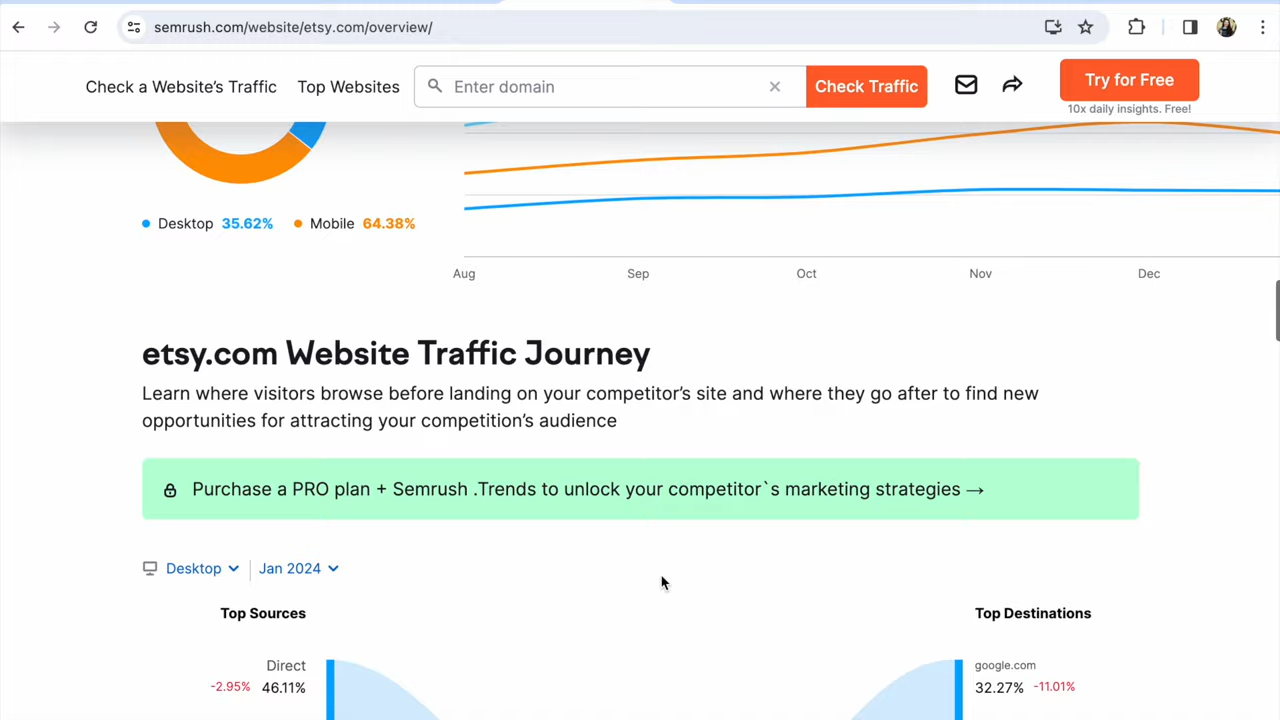 semrush.com/website/etsy.com/overview/
Check a Website's Traffic
Top Websites
Enter domain
Check Traffic
Try for Free
10x daily insights. Free!
Desktop 35.62%
Mobile 64.38%
Aug
Sep
Oct
Nov
Dec
etsy.com Website Traffic Journey
Learn where visitors browse before landing on your competitor's site and where they go after to find new
opportunities for attracting your competition's audience
Purchase a PRO plan + Semrush .Trends to unlock your competitor`s marketing strategies →
Desktop
Jan 2024
Top Sources
Top Destinations
Direct
-2.95% 46.11%
google.com
32.27% -11.01%